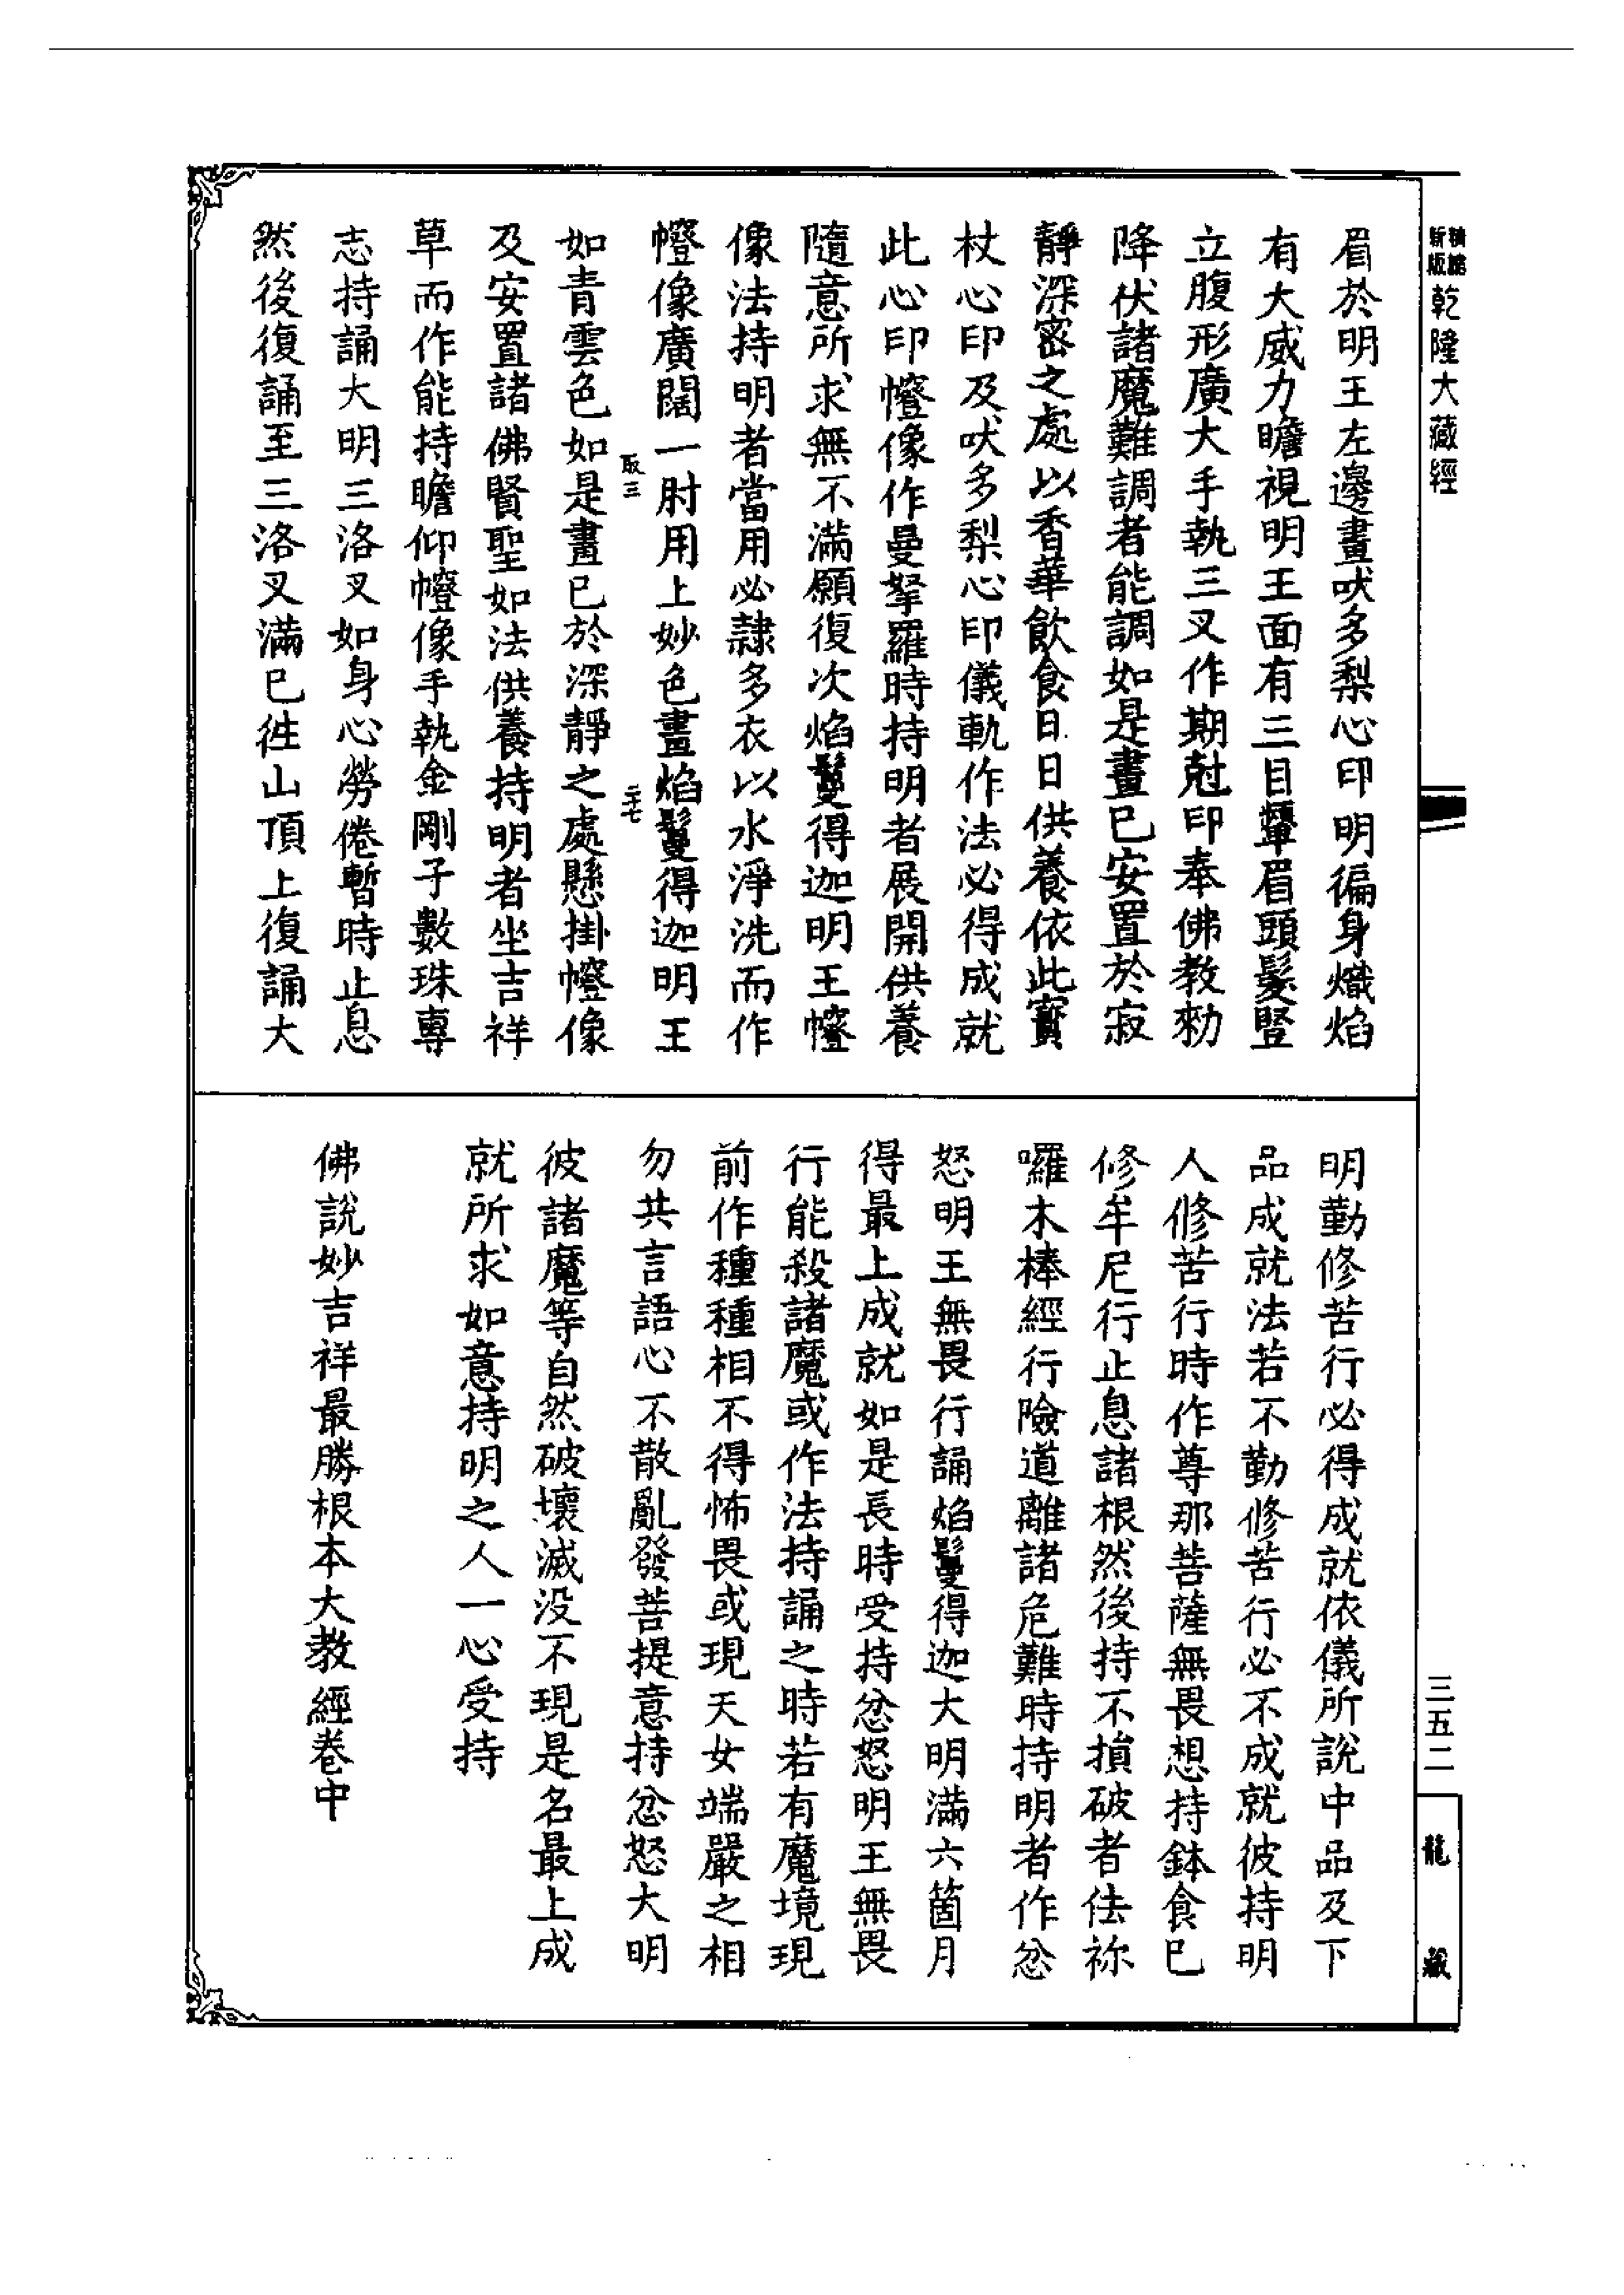 新版
精縮
乾隆大藏經
眉於明王左邊畫吠多梨心印明徧身熾焰
有大威力瞻視明王面有三目顰眉頭髮豎
立腹形廣大手執三叉作期尅印奉佛教勑
降伏諸魔難調者能調如是畫已安置於寂
靜深密之處以香華飲食日日供養依此寶
杖心印及吠多梨心印儀軌作法必得成就
此心印㡧像作曼拏羅時持明者展開供養
隨意所求無不滿願復次焰鬘得迦明王㡧
像法持明者當用必隸多衣以水淨洗而作
㡧像廣闊一肘用上妙色畫焰鬘得迦明王
取三
二十七
如青雲色如是畫已於深靜之處懸掛㡧像
及安置諸佛賢聖如法供養持明者坐吉祥
草而作能持瞻仰㡧像手執金剛子數珠專
志持誦大明三洛叉如身心勞倦暫時止息
然後復誦至三洛叉滿已徃山頂上復誦大
明勤修苦行必得成就依儀所說中品及下
品成就法若不勤修苦行必不成就彼持明
人修苦行時作尊那菩薩無畏想持鉢食已
修牟尼行止息諸根然後持不損破者佉祢
囉木棒經行險道離諸危難時持明者作忿
怒明王無畏行誦焰鬘得迦大明滿六箇月
得最上成就如是長時受持忿怒明王無畏
行能殺諸魔或作法持誦之時若有魔境現
前作種種相不得怖畏或現天女端嚴之相
勿共言語心不散亂發菩提意持忿怒大明
彼諸魔等自然破壞滅没不現是名最上成
就所求如意持明之人一心受持
佛說妙吉祥最勝根本大教經卷中
三五二
龍藏